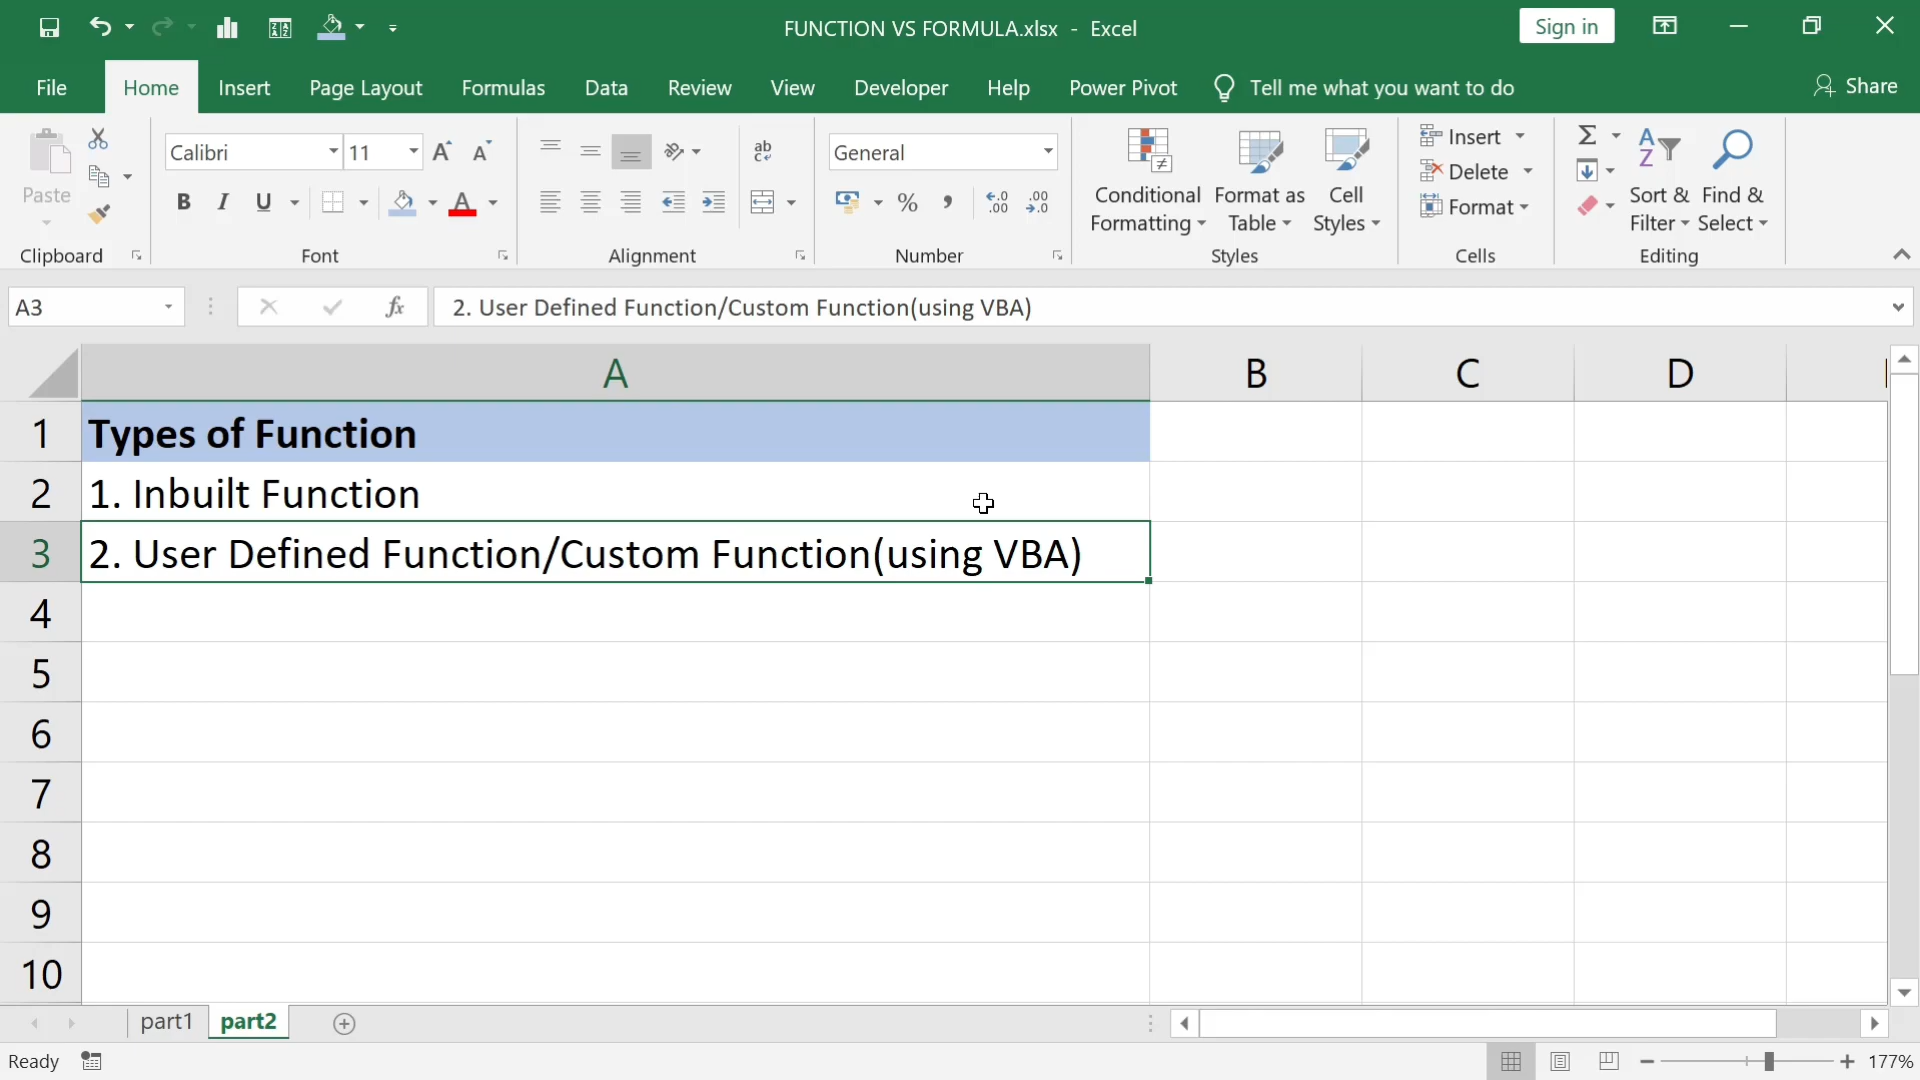 FUNCTION VS FORMULA.xlsx - Excel
Sign in
File Home Insert Page Layout Formulas Data Review View Developer Help Power Pivot Tell me what you want to do Share
Paste
Clipboard
Calibri 11
B I U
Font
ab
Alignment
General
% ,
Number
Conditional Formatting
Format as Table
Cell Styles
Styles
Insert
Delete
Format
Cells
Sort & Filter
Find & Select
Editing
A3 fx 2. User Defined Function/Custom Function(using VBA)
A B C D
1 Types of Function
2 1. Inbuilt Function
3 2. User Defined Function/Custom Function(using VBA)
4
5
6
7
8
9
10
part1 part2
Ready 177%